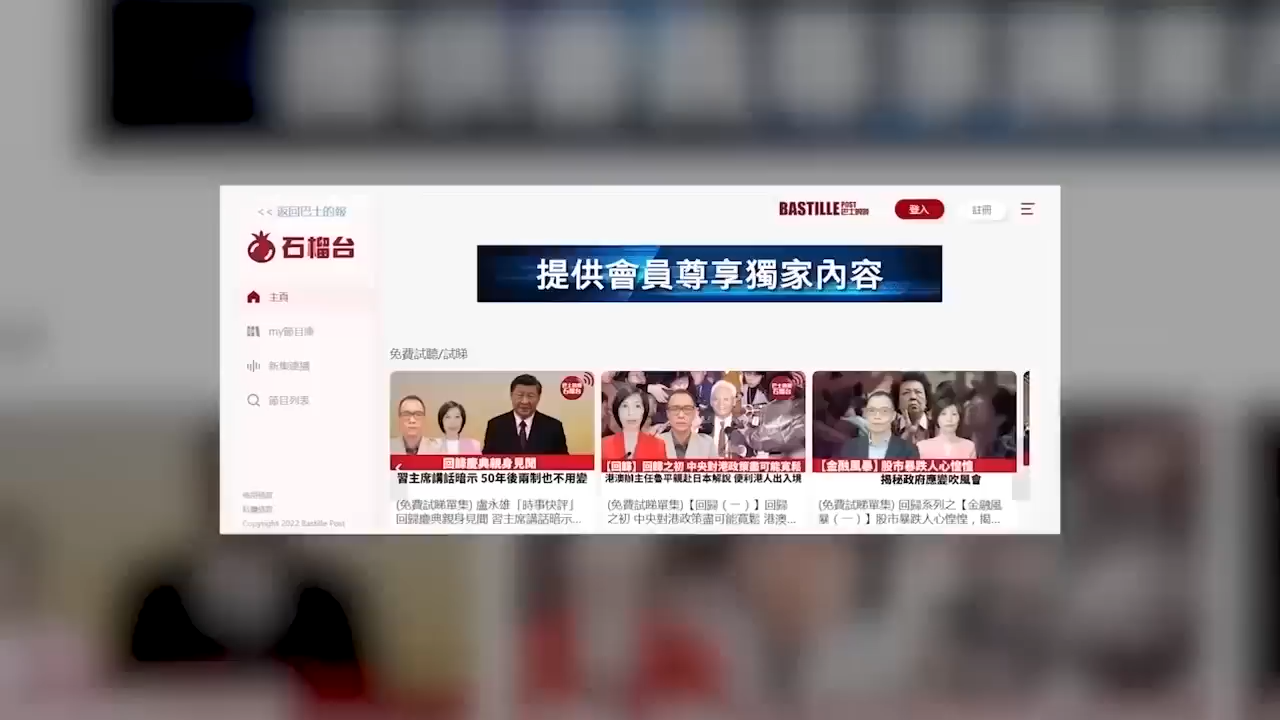 << 返回巴士的報
BASTILLE POST 巴士的報
登入
註冊
石榴台
提供會員尊享獨家內容
主頁
my節目庫
新集速遞
節目列表
免費試聽/試睇
回歸慶典親身見聞
習主席講話暗示 50年後兩制也不用變
(免費試睇單集) 盧永雄「時事快評」
回歸慶典親身見聞 習主席講話暗示...
【回歸】回歸之初 中央對港政策盡可能寬鬆
港澳辦主任魯平親赴日本解說 便利港人出入境
(免費試睇單集)【回歸（一）】回歸
之初 中央對港政策盡可能寬鬆 港澳...
【金融風暴】股市暴跌人心惶惶
揭秘政府應變吹風會
(免費試睇單集) 回歸系列之【金融風
暴（一）】股市暴跌人心惶惶，揭...
Copyright 2022 Bastille Post